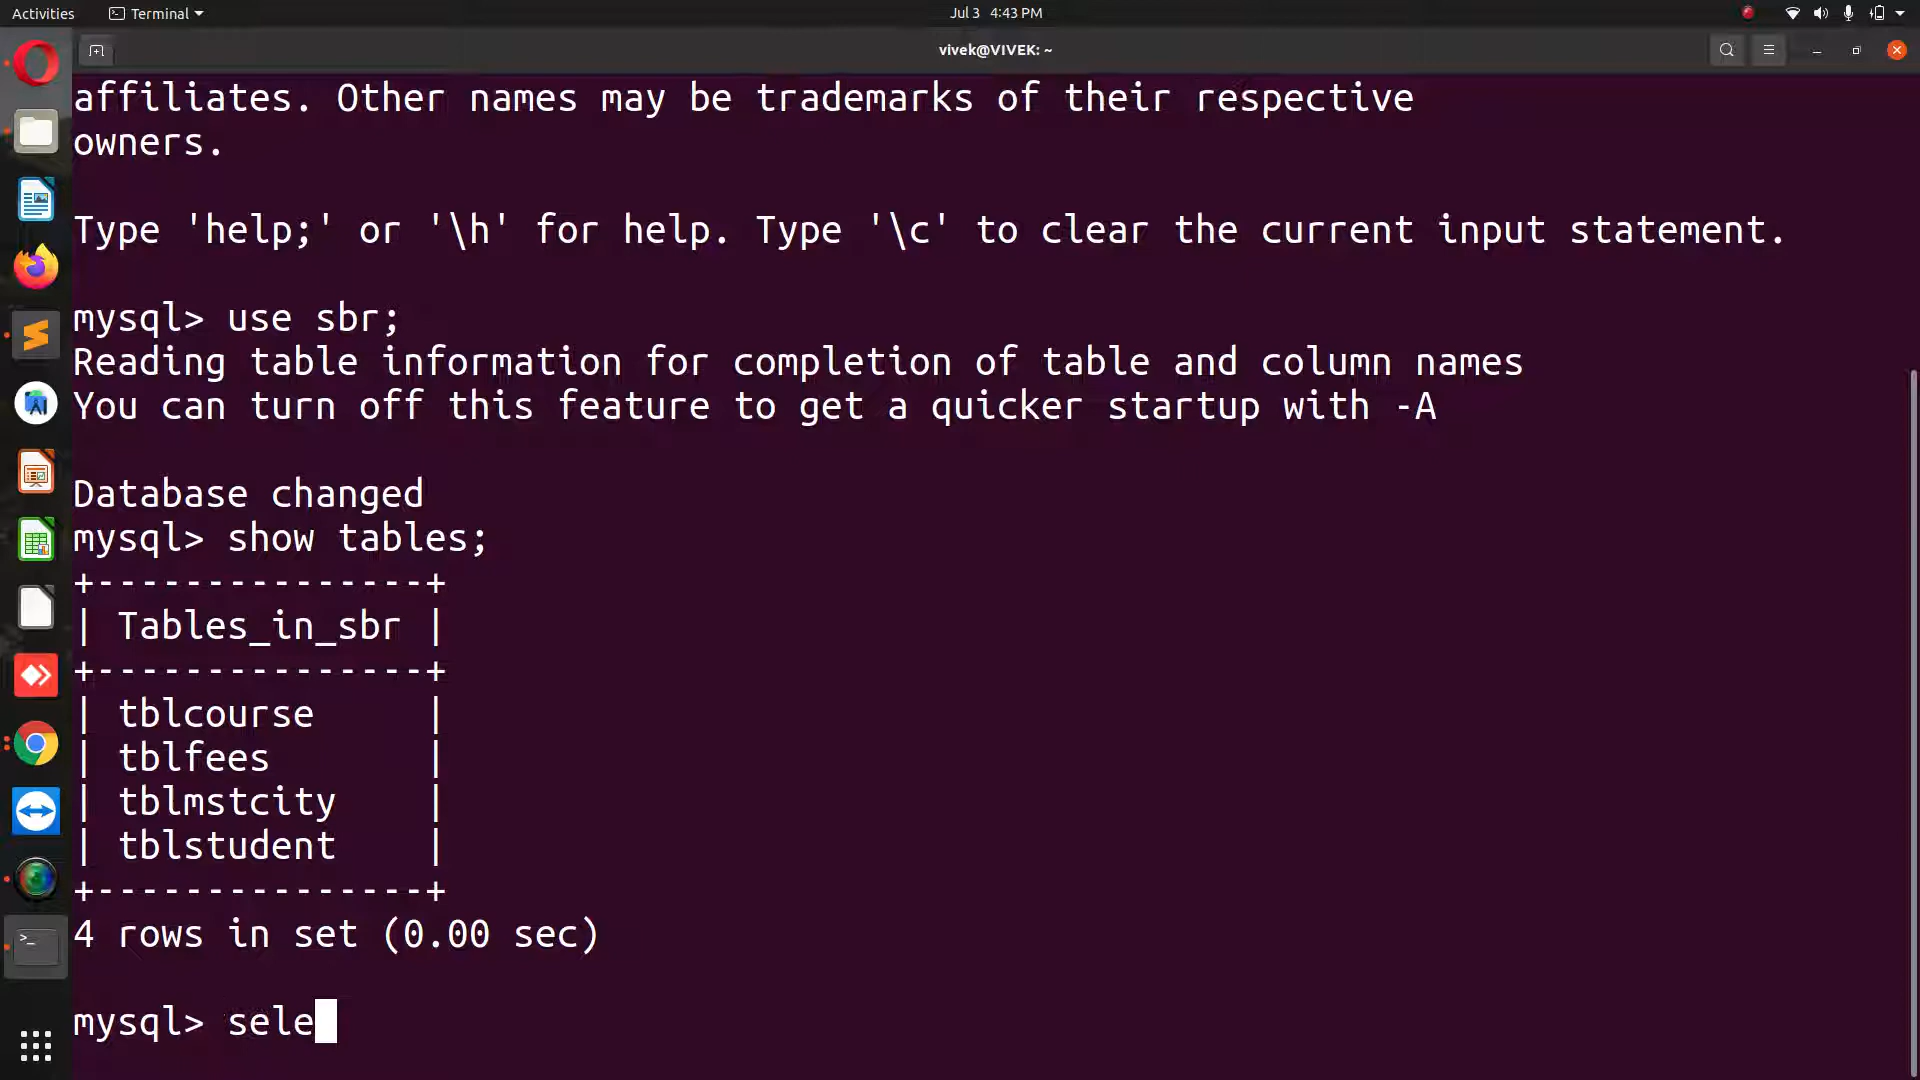 Activities Terminal Jul 3 4:43 PM
vivek@VIVEK: ~
affiliates. Other names may be trademarks of their respective
owners.
Type 'help;' or '\h' for help. Type '\c' to clear the current input statement.
mysql> use sbr;
Reading table information for completion of table and column names
You can turn off this feature to get a quicker startup with -A
Database changed
mysql> show tables;
+---------------+
| Tables_in_sbr |
+---------------+
| tblcourse     |
| tblfees       |
| tblmstcity    |
| tblstudent    |
+---------------+
4 rows in set (0.00 sec)
mysql> sele